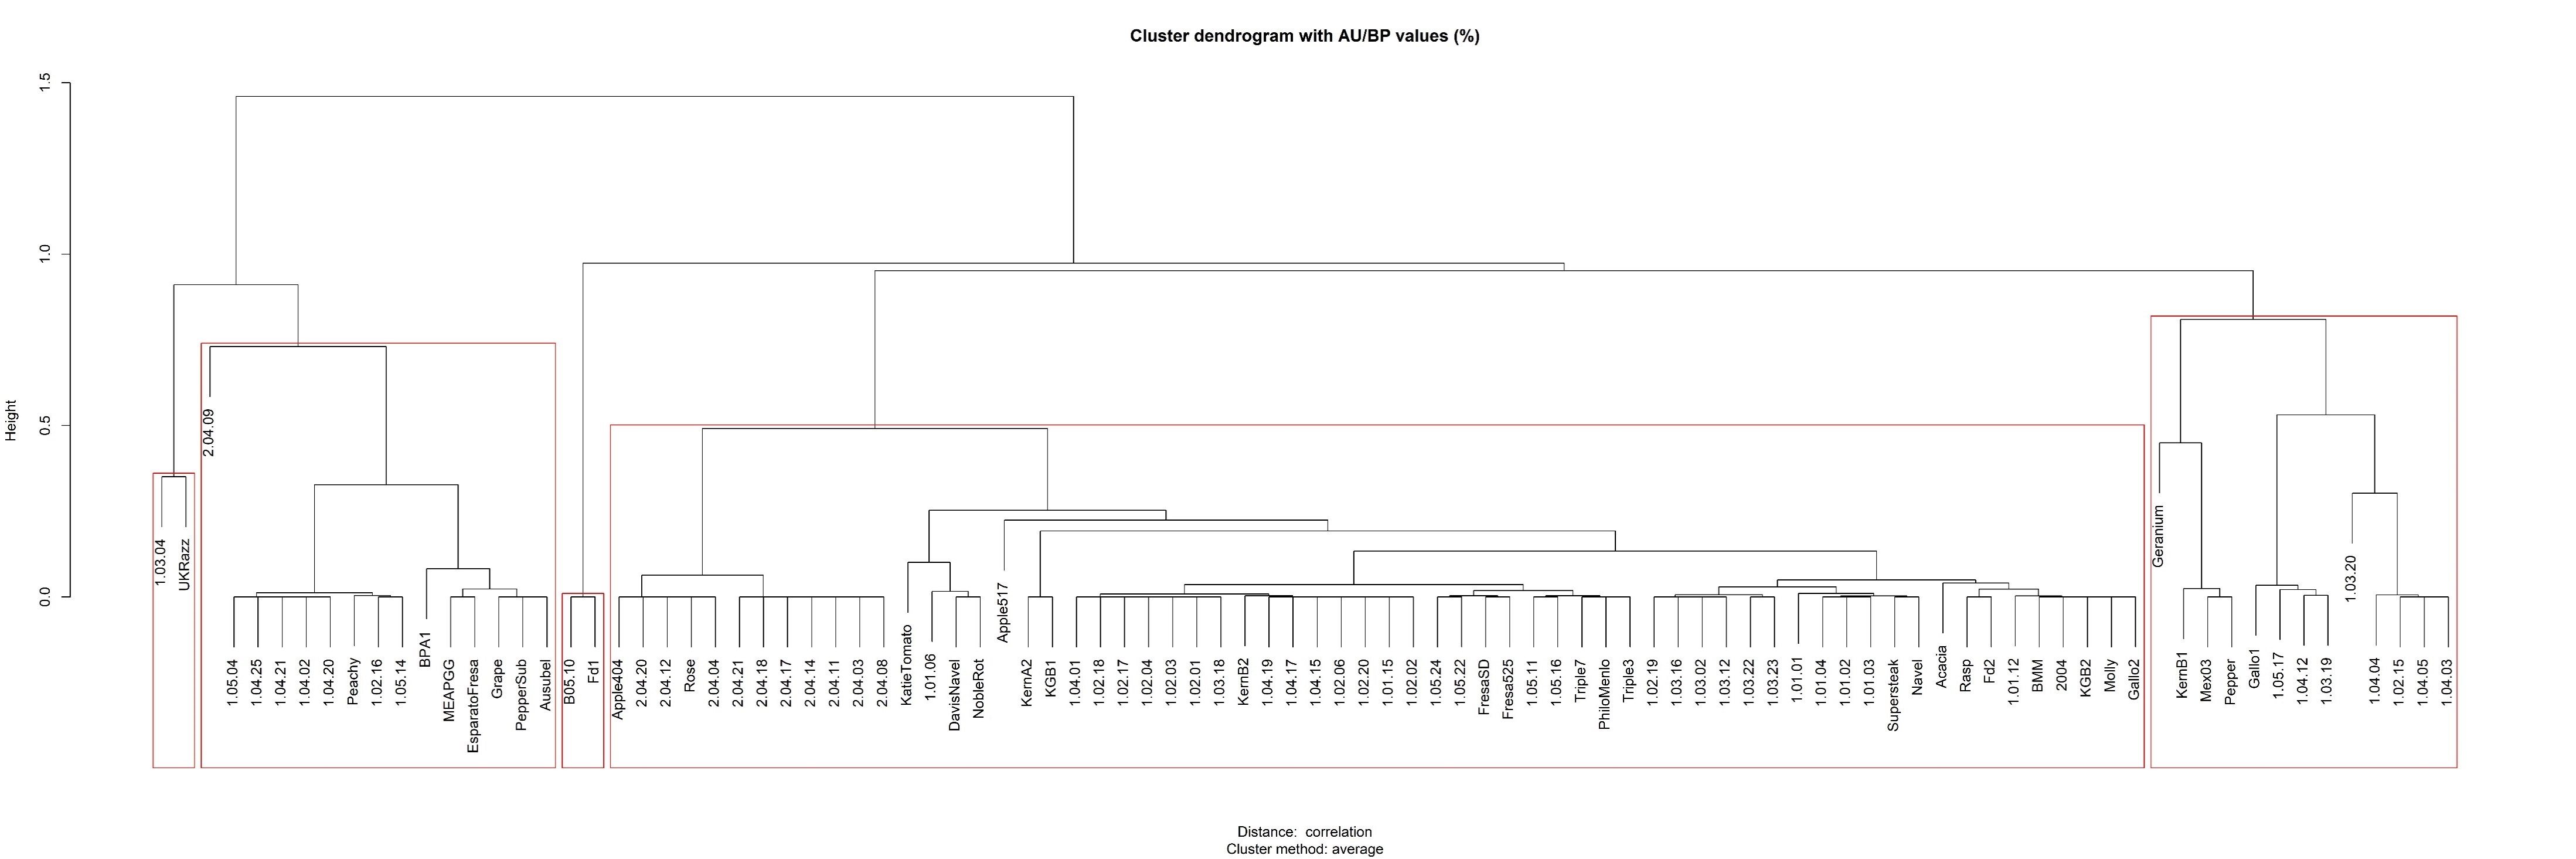 Cluster dendrogram with AU/BP values (%)
Height
1.5
1.0
0.5
0.0
1.03.04
UKRazz
2.04.09
1.05.04
1.04.25
1.04.21
1.04.02
1.04.20
Peachy
1.02.16
1.05.14
BPA1
MEAPGG
EsparatoFresa
Grape
PepperSub
Ausubel
B05.10
Fd1
Apple404
2.04.20
2.04.12
Rose
2.04.04
2.04.21
2.04.18
2.04.17
2.04.14
2.04.11
2.04.03
2.04.08
KatieTomato
1.01.06
DavisNavel
NobleRot
Apple517
KernA2
KGB1
1.04.01
1.02.18
1.02.17
1.02.04
1.02.03
1.02.01
1.03.18
KernB2
1.04.19
1.04.17
1.04.15
1.02.06
1.02.20
1.01.15
1.02.02
1.05.24
1.05.22
FresaSD
Fresa525
1.05.11
1.05.16
Triple7
PhiloMenlo
Triple3
1.02.19
1.03.16
1.03.02
1.03.12
1.03.22
1.03.23
1.01.01
1.01.04
1.01.02
1.01.03
Supersteak
Navel
Acacia
Rasp
Fd2
1.01.12
BMM
2004
KGB2
Molly
Gallo2
Geranium
KernB1
Mex03
Pepper
Gallo1
1.05.17
1.04.12
1.03.19
1.03.20
1.04.04
1.02.15
1.04.05
1.04.03
Distance: correlation
Cluster method: average